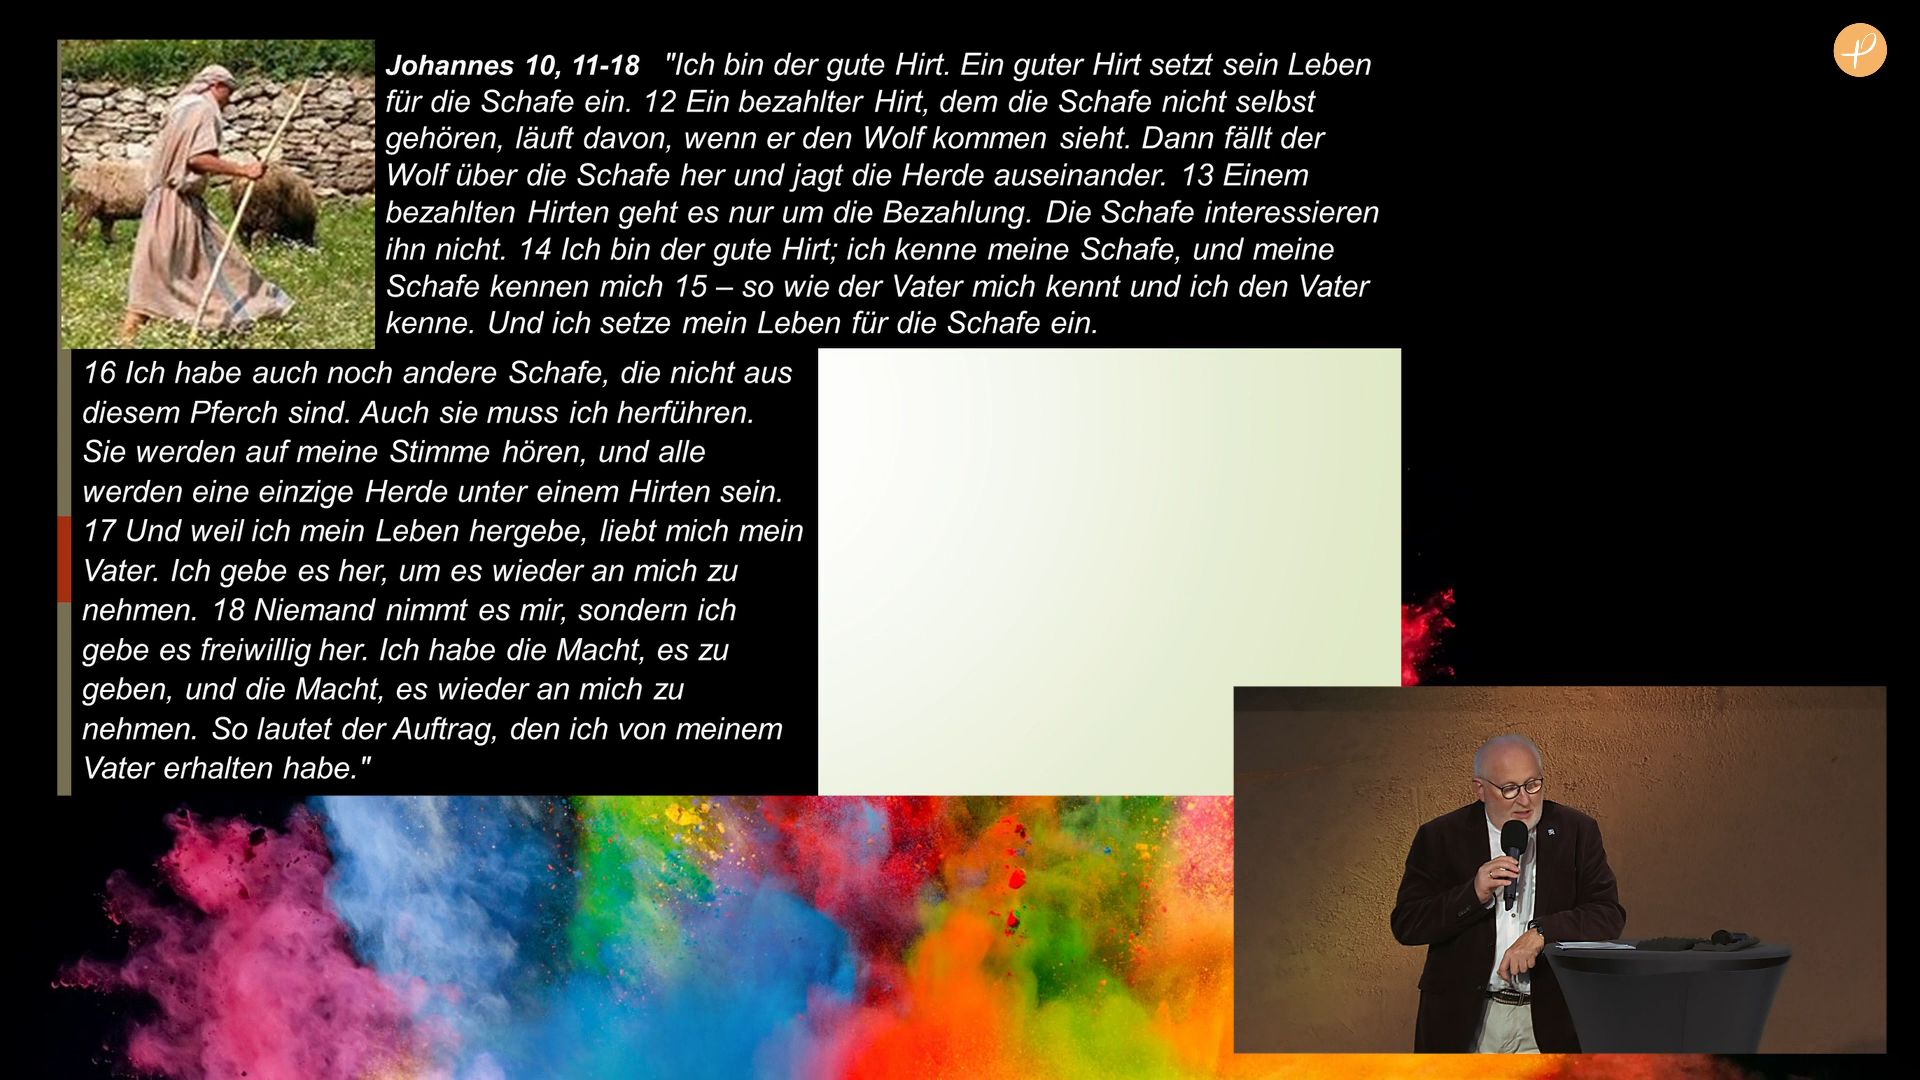 Johannes 10, 11-18 "Ich bin der gute Hirt. Ein guter Hirt setzt sein Leben
für die Schafe ein. 12 Ein bezahlter Hirt, dem die Schafe nicht selbst
gehören, läuft davon, wenn er den Wolf kommen sieht. Dann fällt der
Wolf über die Schafe her und jagt die Herde auseinander. 13 Einem
bezahlten Hirten geht es nur um die Bezahlung. Die Schafe interessieren
ihn nicht. 14 Ich bin der gute Hirt; ich kenne meine Schafe, und meine
Schafe kennen mich 15 – so wie der Vater mich kennt und ich den Vater
kenne. Und ich setze mein Leben für die Schafe ein.
16 Ich habe auch noch andere Schafe, die nicht aus
diesem Pferch sind. Auch sie muss ich herführen.
Sie werden auf meine Stimme hören, und alle
werden eine einzige Herde unter einem Hirten sein.
17 Und weil ich mein Leben hergebe, liebt mich mein
Vater. Ich gebe es her, um es wieder an mich zu
nehmen. 18 Niemand nimmt es mir, sondern ich
gebe es freiwillig her. Ich habe die Macht, es zu
geben, und die Macht, es wieder an mich zu
nehmen. So lautet der Auftrag, den ich von meinem
Vater erhalten habe."